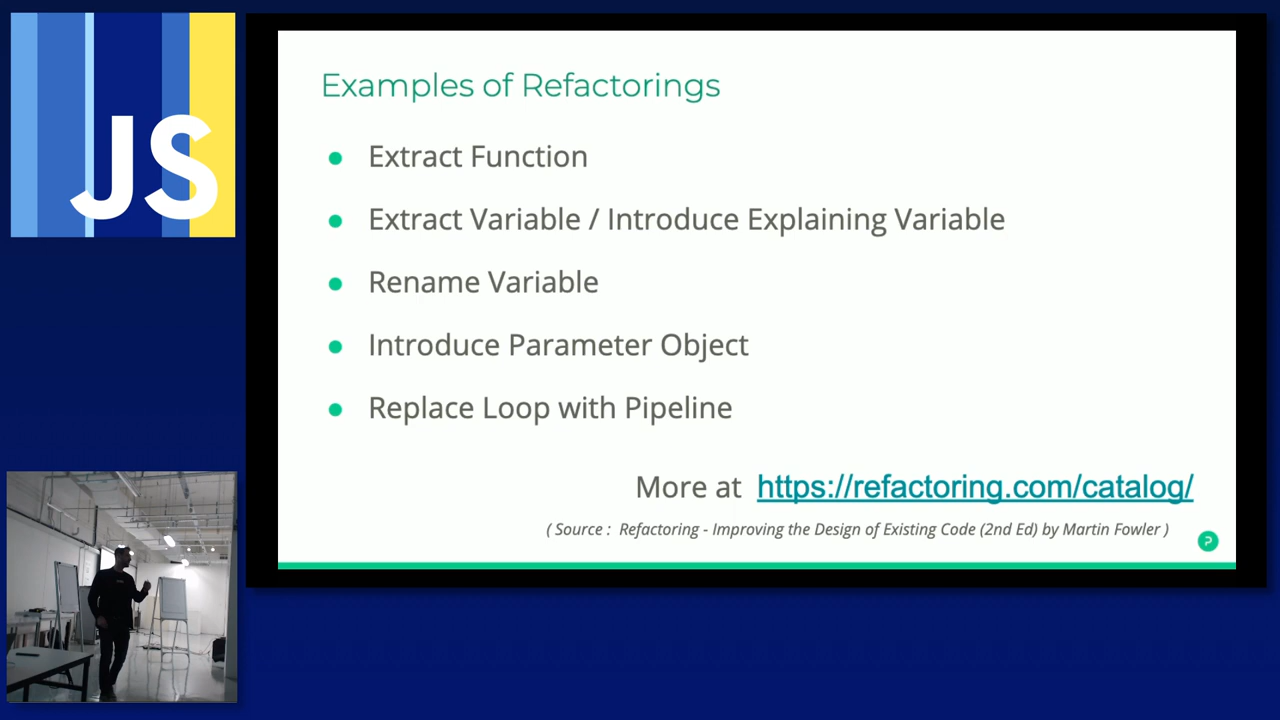 JS
Examples of Refactorings
Extract Function
Extract Variable / Introduce Explaining Variable
Rename Variable
Introduce Parameter Object
Replace Loop with Pipeline
More at https://refactoring.com/catalog/
( Source : Refactoring - Improving the Design of Existing Code (2nd Ed) by Martin Fowler )